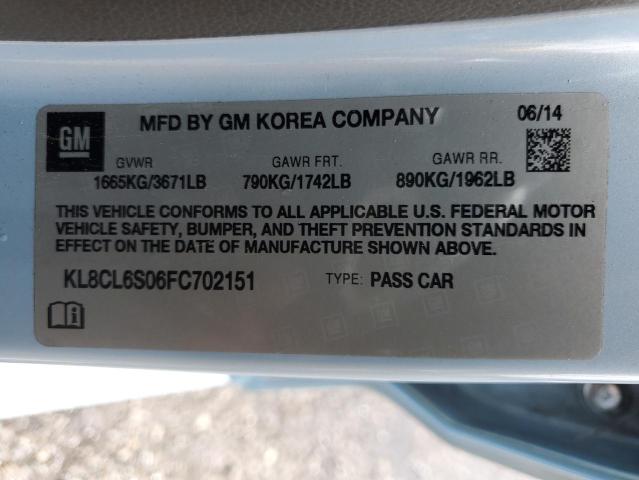 GM
MFD BY GM KOREA COMPANY 06/14
GVWR GAWR FRT. GAWR RR.
1665KG/3671LB 790KG/1742LB 890KG/1962LB
THIS VEHICLE CONFORMS TO ALL APPLICABLE U.S. FEDERAL MOTOR
VEHICLE SAFETY, BUMPER, AND THEFT PREVENTION STANDARDS IN
EFFECT ON THE DATE OF MANUFACTURE SHOWN ABOVE.
KL8CL6S06FC702151 TYPE: PASS CAR